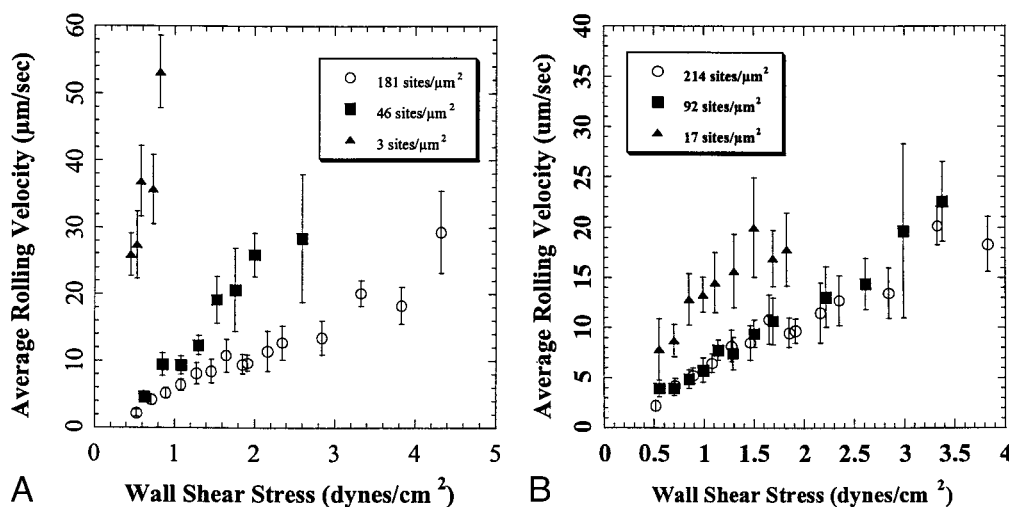 60
50
40
30
20
10
0
Average Rolling Velocity (µm/sec)
181 sites/µm²
46 sites/µm²
3 sites/µm²
0 1 2 3 4 5
Wall Shear Stress (dynes/cm ²)
A
40
35
30
25
20
15
10
5
0
Average Rolling Velocity (um/sec)
214 sites/µm²
92 sites/µm²
17 sites/µm²
0 0.5 1 1.5 2 2.5 3 3.5 4
Wall Shear Stress (dynes/cm ²)
B